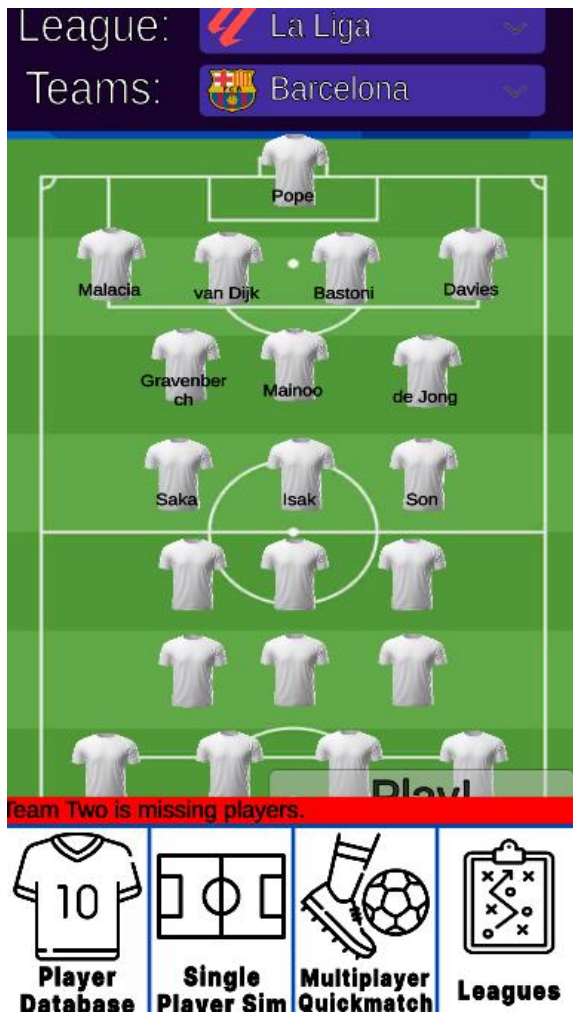 League: La Liga
Teams: Barcelona
Pope
Malacia van Dijk Bastoni Davies
Gravenber
ch Mainoo de Jong
Saka Isak Son
Play!
Team Two is missing players.
10
Player
Database
Single
Player Sim
Multiplayer
Quickmatch
Leagues